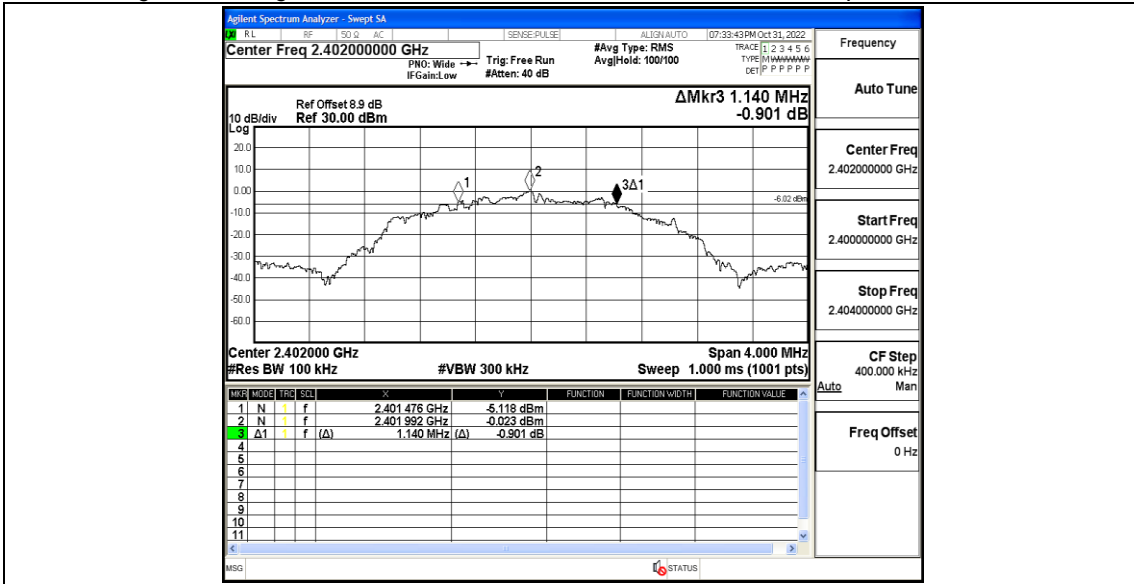 Agilent Spectrum Analyzer - Swept SA
RL RF 50 Ω AC SENSE:PULSE ALIGNAUTO 07:33:43 PM Oct 31, 2022
Center Freq 2.402000000 GHz #Avg Type: RMS TRACE 1 2 3 4 5 6
PNO: Wide Trig: Free Run Avg|Hold: 100/100 TYPE M WWWWW
IFGain:Low #Atten: 40 dB DET P P P P P P
Ref Offset 8.9 dB ΔMkr3 1.140 MHz
10 dB/div Ref 30.00 dBm -0.901 dB
Log
20.0
10.0
0.00
-10.0
-20.0
-30.0
-40.0
-50.0
-60.0
1
2
3Δ1
-6.02 dBm
Center 2.402000 GHz Span 4.000 MHz
#Res BW 100 kHz #VBW 300 kHz Sweep 1.000 ms (1001 pts)
MKR MODE TRC SCL X Y FUNCTION FUNCTION WIDTH FUNCTION VALUE
1 N 1 f 2.401 476 GHz -5.118 dBm
2 N 1 f 2.401 992 GHz -0.023 dBm
3 Δ1 1 f (Δ) 1.140 MHz (Δ) -0.901 dB
4
5
6
7
8
9
10
11
MSG STATUS
Frequency
Auto Tune
Center Freq
2.402000000 GHz
Start Freq
2.400000000 GHz
Stop Freq
2.404000000 GHz
CF Step
400.000 kHz
Auto Man
Freq Offset
0 Hz